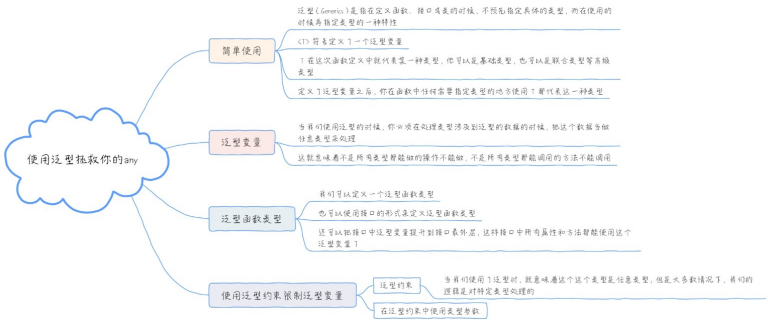 使用泛型拯救你的any
简单使用
泛型（Generics）是指在定义函数、接口或类的时候，不预先指定具体的类型，而在使用的
时候再指定类型的一种特性
<T> 符号定义了一个泛型变量
T 在这次函数定义中就代表某一种类型，你可以是基础类型，也可以是联合类型等高级
类型
定义了泛型变量之后，你在函数中任何需要指定类型的地方使用 T 都代表这一种类型
泛型变量
当我们使用泛型的时候，你必须在处理类型涉及到泛型的数据的时候，把这个数据当做
任意类型来处理
这就意味着不是所有类型都能做的操作不能做，不是所有类型都能调用的方法不能调用
泛型函数类型
我们可以定义一个泛型函数类型
也可以使用接口的形式来定义泛型函数类型
还可以把接口中泛型变量提升到接口最外层，这样接口中所有属性和方法都能使用这个
泛型变量了
使用泛型约束限制泛型变量
泛型约束
当我们使用了泛型时，就意味着这个这个类型是任意类型，但是大多数情况下，我们的
逻辑是对特定类型处理的
在泛型约束中使用类型参数